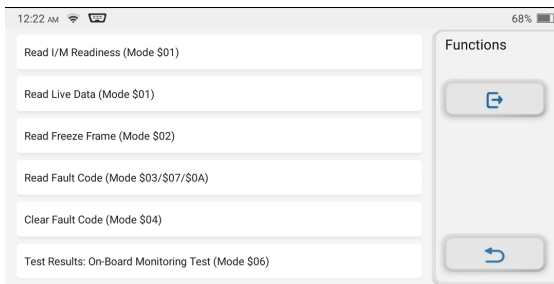 12:22 AM
68%
Read I/M Readiness (Mode $01)
Read Live Data (Mode $01)
Read Freeze Frame (Mode $02)
Read Fault Code (Mode $03/$07/$0A)
Clear Fault Code (Mode $04)
Test Results: On-Board Monitoring Test (Mode $06)
Functions